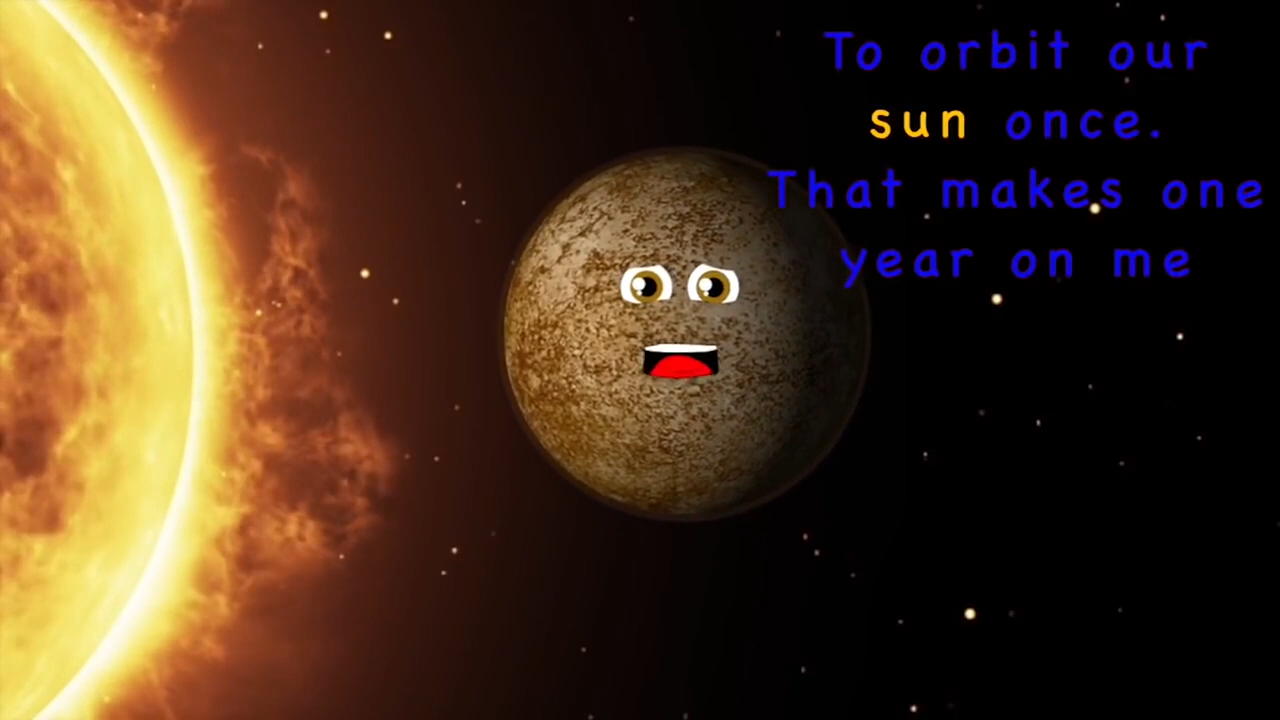 To orbit our
sun once.
That makes one
year on me